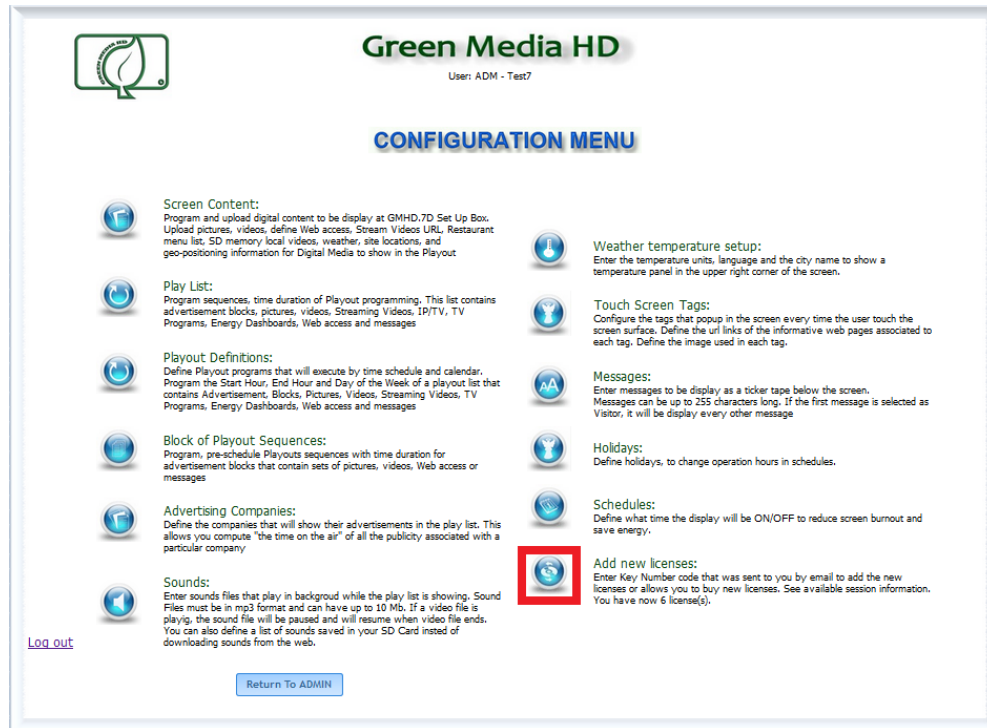 GREEN MEDIA HD
Green Media HD
User: ADM - Test7
CONFIGURATION MENU
Screen Content:
Program and upload digital content to be display at GMHD.7D Set Up Box.
Upload pictures, videos, define Web access, Stream Videos URL, Restaurant
menu list, SD memory local videos, weather, site locations, and
geo-positioning information for Digital Media to show in the Playout
Play List:
Program sequences, time duration of Playout programming. This list contains
advertisement blocks, pictures, videos, Streaming Videos, IP/TV, TV
Programs, Energy Dashboards, Web access and messages
Playout Definitions:
Define Playout programs that will execute by time schedule and calendar.
Program the Start Hour, End Hour and Day of the Week of a playout list that
contains Advertisement, Blocks, Pictures, Videos, Streaming Videos, TV
Programs, Energy Dashboards, Web access and messages
Block of Playout Sequences:
Program, pre-schedule Playouts sequences with time duration for
advertisement blocks that contain sets of pictures, videos, Web access or
messages
Advertising Companies:
Define the companies that will show their advertisements in the play list. This
allows you compute "the time on the air" of all the publicity associated with a
particular company
Sounds:
Enter sounds files that play in backgroud while the play list is showing. Sound
Files must be in mp3 format and can have up to 10 Mb. If a video file is
playig, the sound file will be paused and will resume when video file ends.
You can also define a list of sounds saved in your SD Card insted of
downloading sounds from the web.
Weather temperature setup:
Enter the temperature units, language and the city name to show a
temperature panel in the upper right corner of the screen.
Touch Screen Tags:
Configure the tags that popup in the screen every time the user touch the
screen surface. Define the url links of the informative web pages associated to
each tag. Define the image used in each tag.
AA
Messages:
Enter messages to be display as a ticker tape below the screen.
Messages can be up to 255 characters long. If the first message is selected as
Visitor, it will be display every other message
Holidays:
Define holidays, to change operation hours in schedules.
Schedules:
Define what time the display will be ON/OFF to reduce screen burnout and
save energy.
Add new licenses:
Enter Key Number code that was sent to you by email to add the new
licenses or allows you to buy new licenses. See available session information.
You have now 6 license(s).
Log out
Return To ADMIN